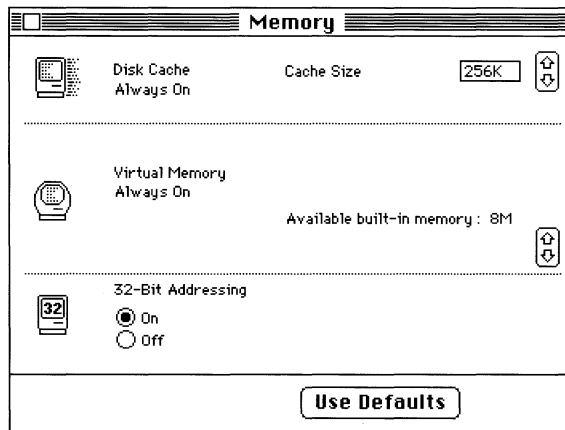 Memory
Disk Cache
Always On
Cache Size
256K
Virtual Memory
Always On
Available built-in memory : 8M
32-Bit Addressing
32
On
Off
Use Defaults